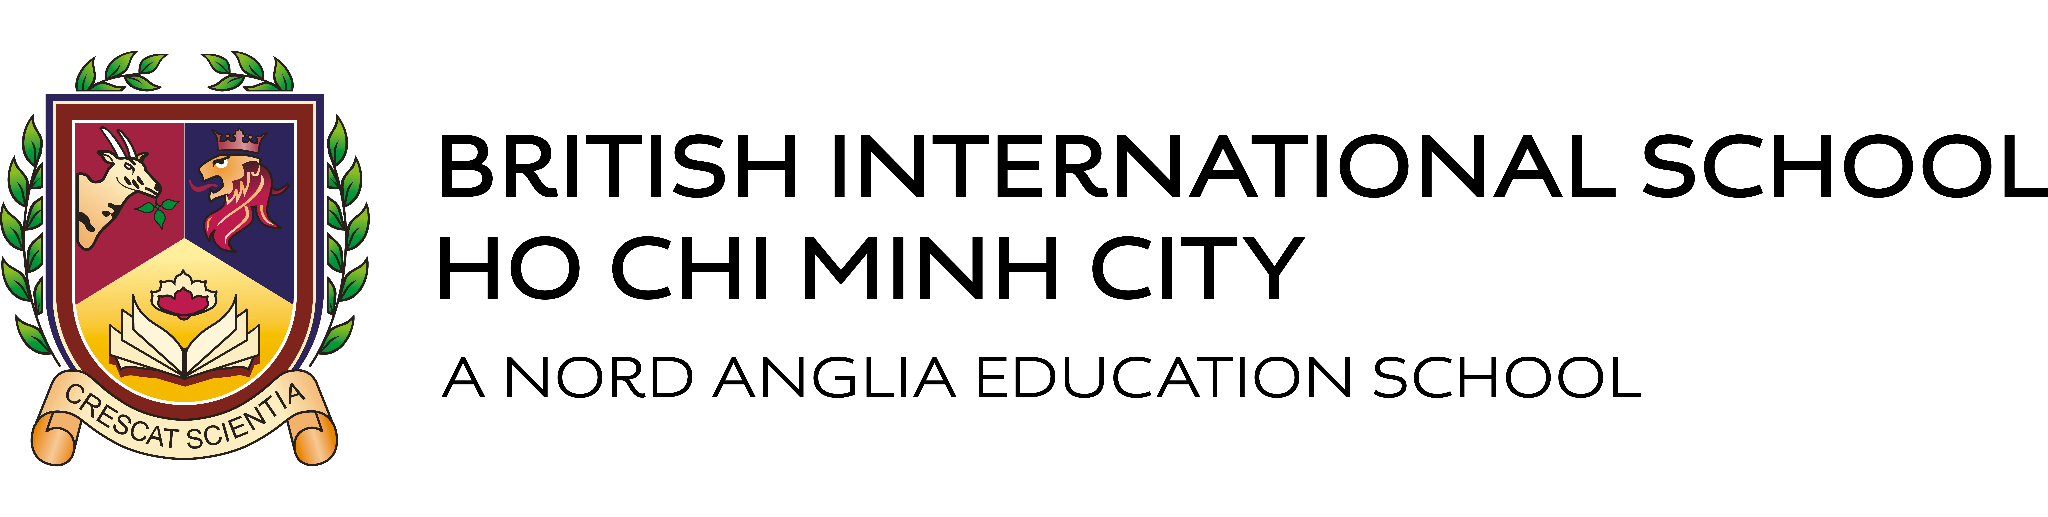 CRESCAT SCIENTIA
BRITISH INTERNATIONAL SCHOOL
HO CHI MINH CITY
A NORD ANGLIA EDUCATION SCHOOL